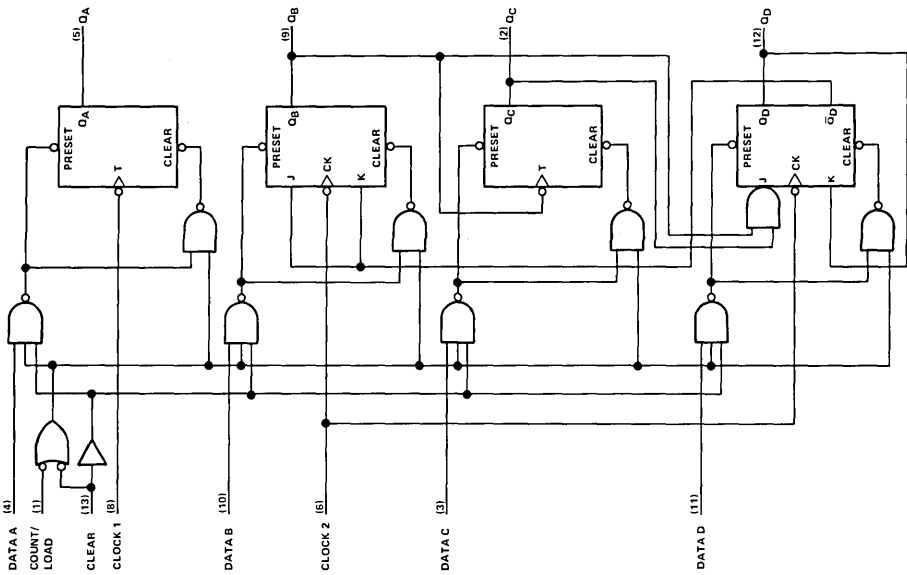 DATA A (4)
COUNT/ (1)
LOAD
CLEAR (13)
CLOCK 1 (8)
DATA B (10)
CLOCK 2 (6)
DATA C (3)
DATA D (11)
PRESET
QA
T
CLEAR
(5) QA
PRESET
J
QB
CK
K
CLEAR
(9) QB
PRESET
QC
T
CLEAR
(2) QC
PRESET
J
QD
CK
K
Q̅D
CLEAR
(12) QD